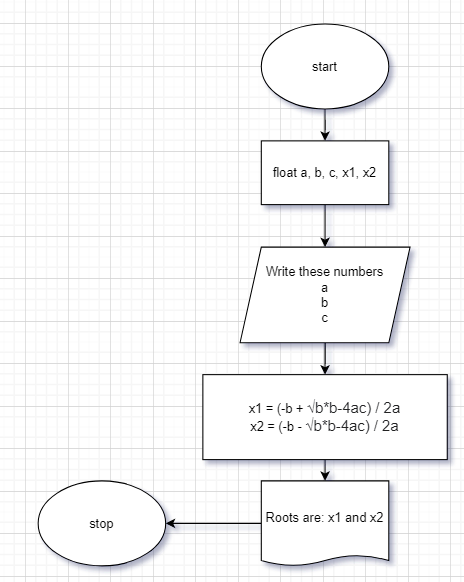 start
float a, b, c, x1, x2
Write these numbers
a
b
c
x1 = (-b + √b*b-4ac) / 2a
x2 = (-b - √b*b-4ac) / 2a
Roots are: x1 and x2
stop